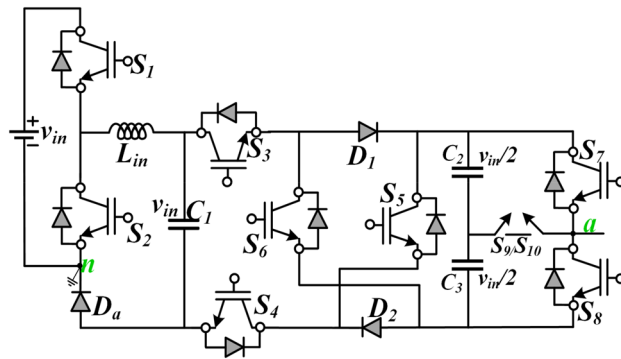 S1
vin
+
−
Lin
S3
D1
C2
vin/2
S7
S5
vin C1
S2
S6
a
S9/S10
n
C3
vin/2
Da
S4
D2
S8